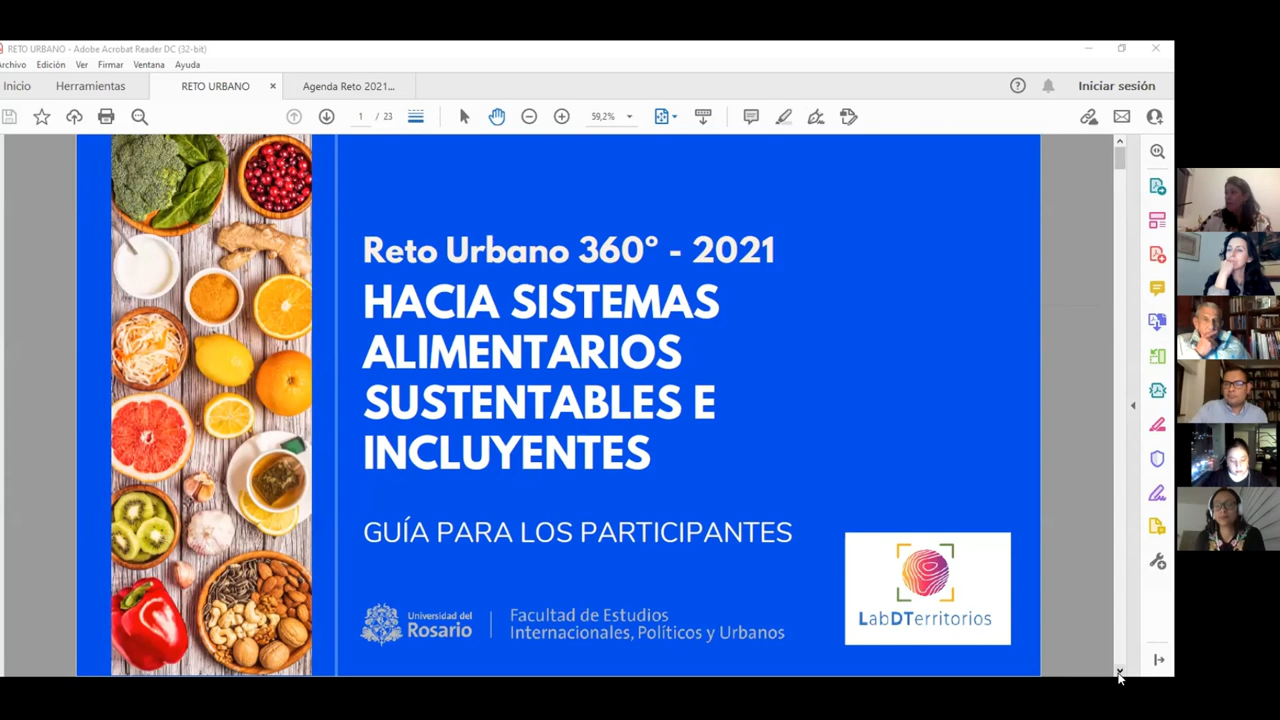 RETO URBANO - Adobe Acrobat Reader DC (32-bit)
Archivo Edición Ver Firmar Ventana Ayuda
Inicio Herramientas RETO URBANO × Agenda Reto 2021... Iniciar sesión
1 / 23 59,2%
Reto Urbano 360° - 2021
HACIA SISTEMAS
ALIMENTARIOS
SUSTENTABLES E
INCLUYENTES
GUÍA PARA LOS PARTICIPANTES
Universidad del
Rosario
Facultad de Estudios
Internacionales, Políticos y Urbanos
LabDTerritorios